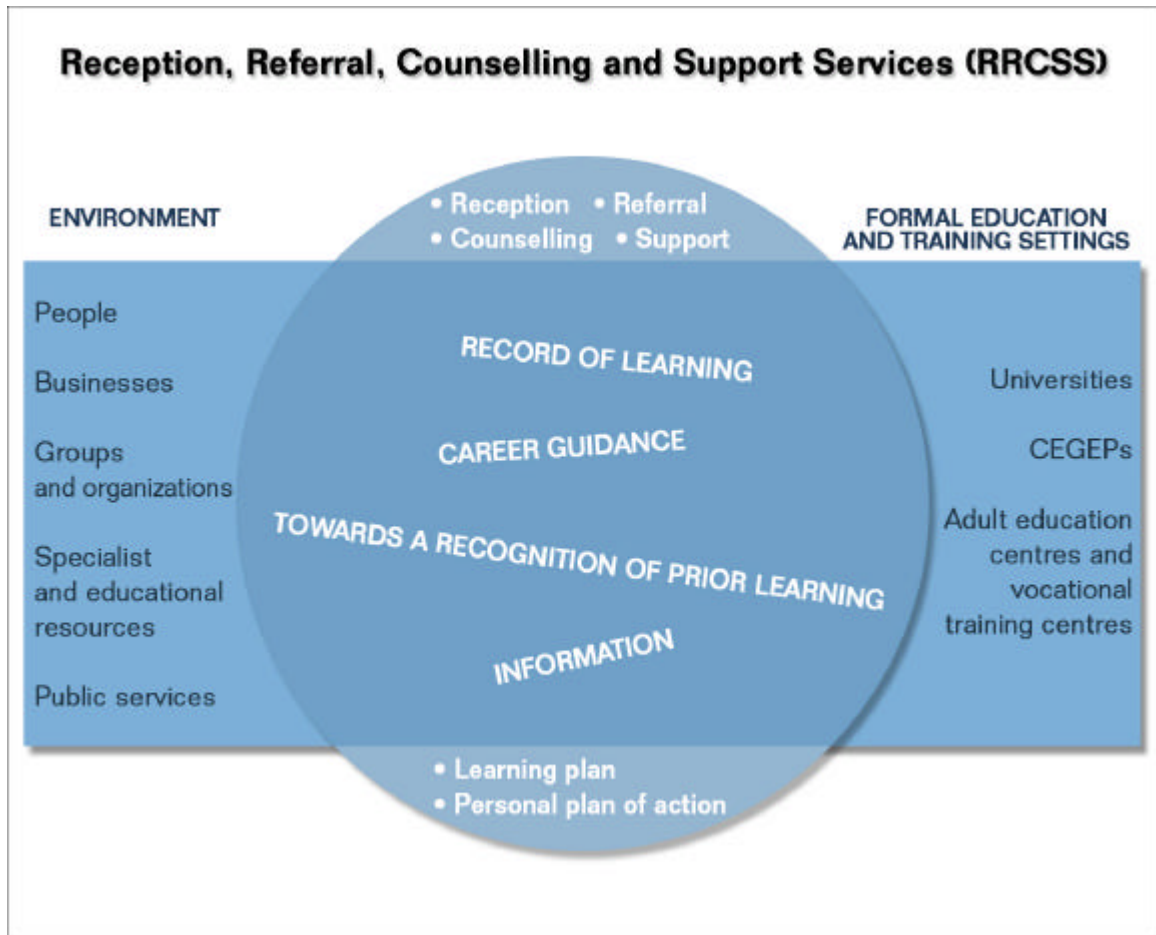 Reception, Referral, Counselling and Support Services (RRCSS)
ENVIRONMENT
People
Businesses
Groups
and organizations
Specialist
and educational
resources
Public services
• Reception • Referral
• Counselling • Support
RECORD OF LEARNING
CAREER GUIDANCE
TOWARDS A RECOGNITION OF PRIOR LEARNING
INFORMATION
• Learning plan
• Personal plan of action
FORMAL EDUCATION
AND TRAINING SETTINGS
Universities
CEGEPs
Adult education
centres and
vocational
training centres